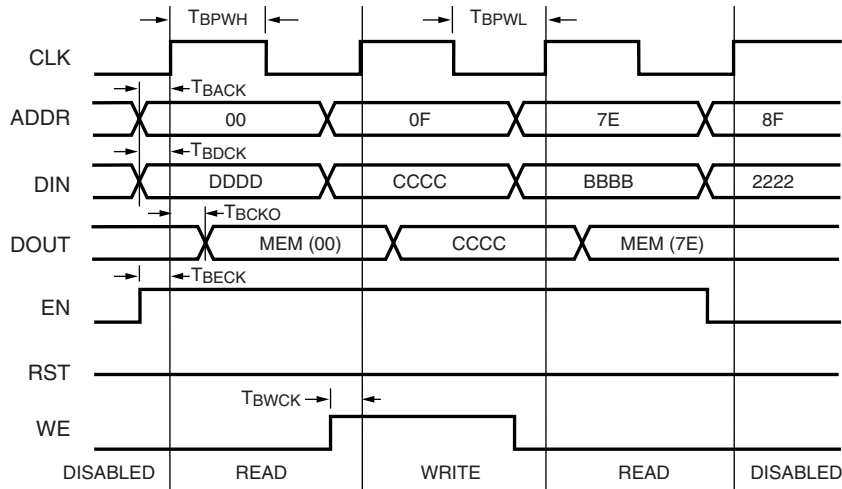 TBPWH TBPWL
CLK
TBACK
ADDR 00 0F 7E 8F
TBDCK
DIN DDDD CCCC BBBB 2222
TBCKO
DOUT MEM (00) CCCC MEM (7E)
TBECK
EN
RST
TBWCK
WE
DISABLED READ WRITE READ DISABLED